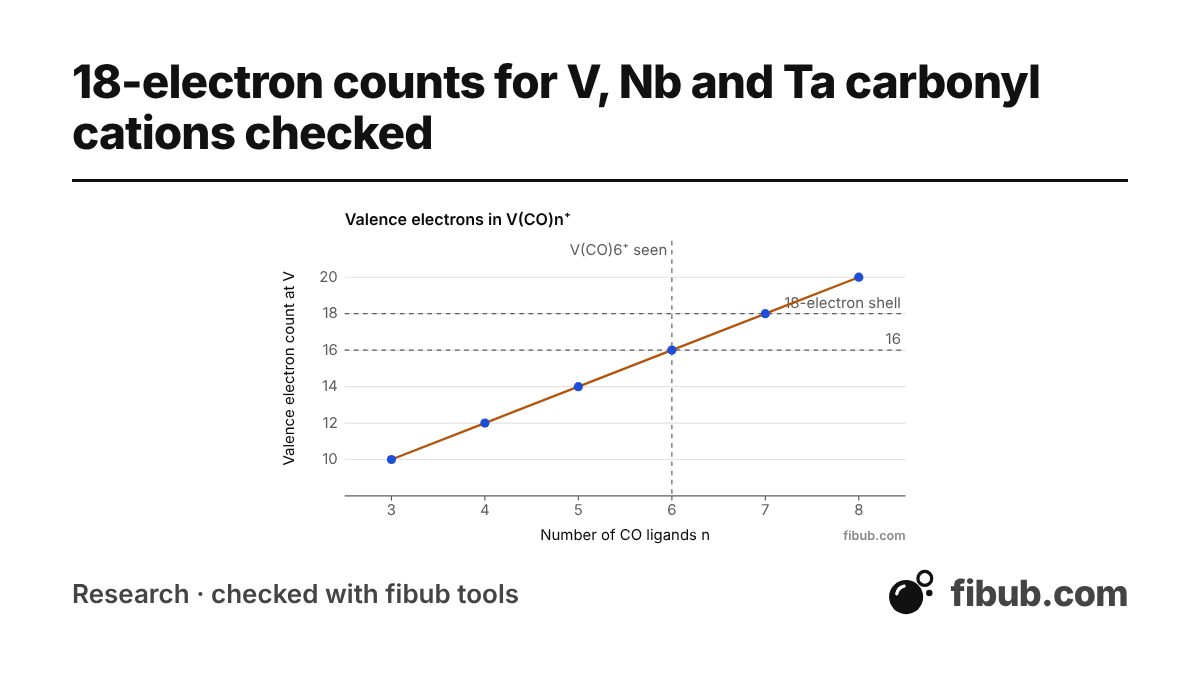 18-electron counts for V, Nb and Ta carbonyl
cations checked
Valence electrons in V(CO)n⁺
V(CO)6⁺ seen
Valence electron count at V
20
18
16
14
12
10
18-electron shell
16
3 4 5 6 7 8
Number of CO ligands n
fibub.com
Research · checked with fibub tools
fibub.com